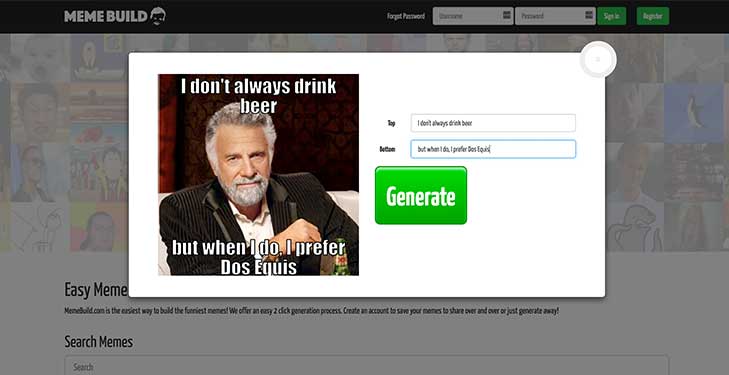 MEME BUILD
Forgot Password
Username
Password
Sign in
Register
I don't always drink
beer
but when I do, I prefer
Dos Equis
Top
I don't always drink beer
Bottom
but when I do, I prefer Dos Equis
Generate
Easy Meme
MemeBuild.com is the easiest way to build the funniest memes! We offer an easy 2 click generation process. Create an account to save your memes to share over and over or just generate away!
Search Memes
Search